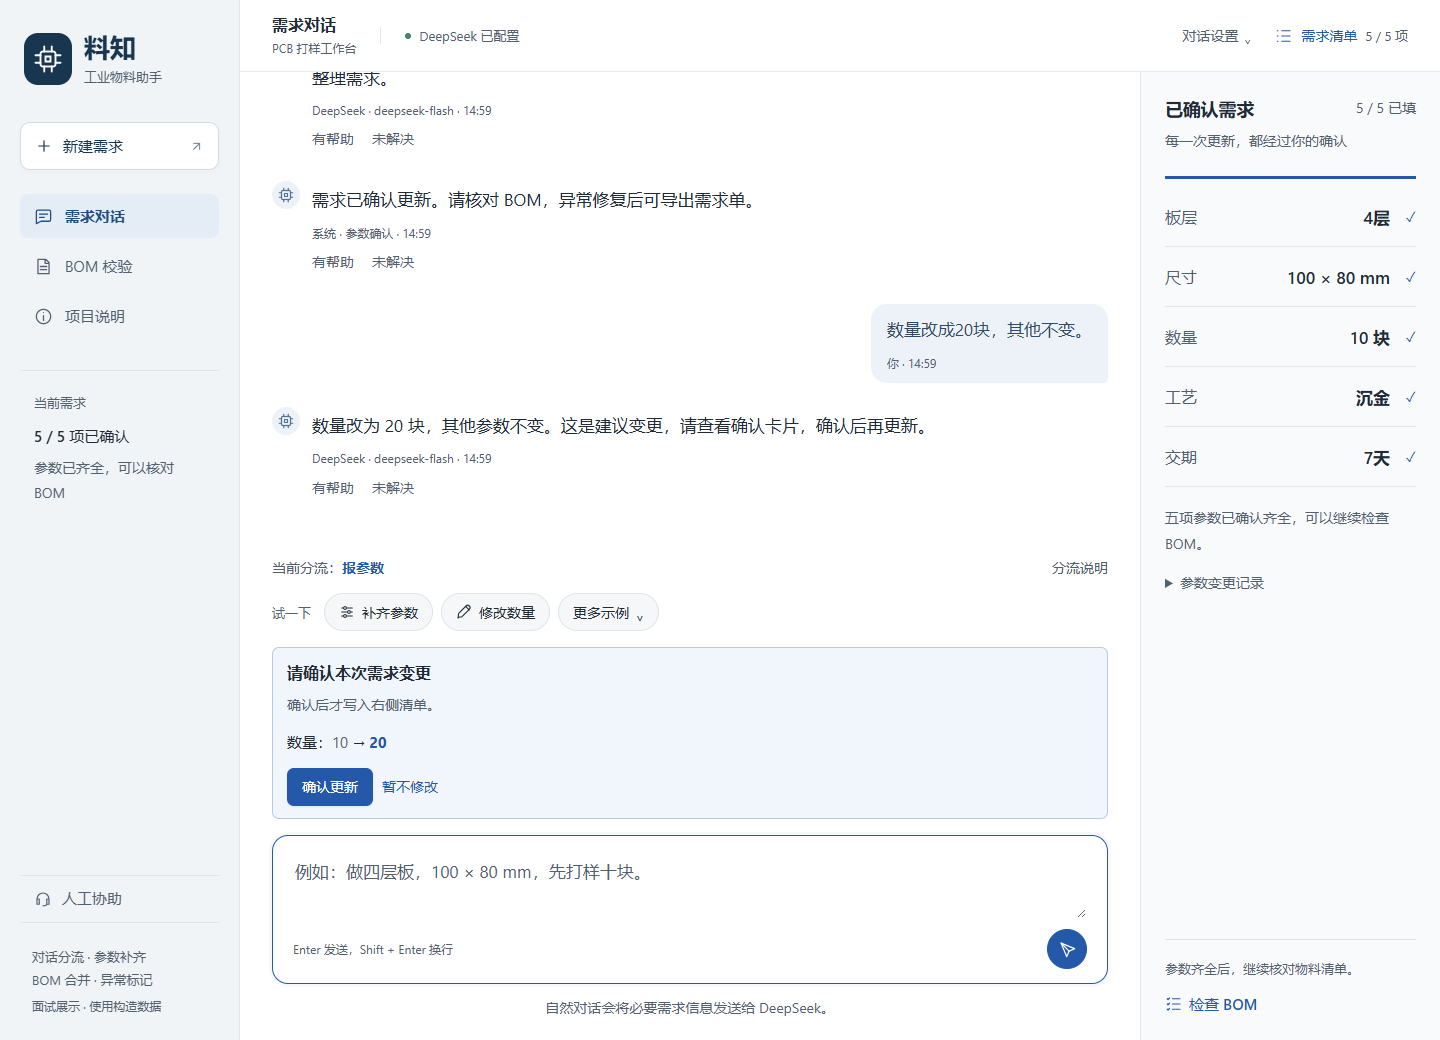 料知
工业物料助手
新建需求
需求对话
BOM 校验
项目说明
当前需求
5 / 5 项已确认
参数已齐全，可以核对
BOM
人工协助
对话分流 · 参数补齐
BOM 合并 · 异常标记
面试展示 · 使用构造数据
需求对话
PCB 打样工作台
DeepSeek 已配置
对话设置
需求清单 5 / 5 项
整理需求。
DeepSeek · deepseek-flash · 14:59
有帮助 未解决
需求已确认更新。请核对 BOM，异常修复后可导出需求单。
系统 · 参数确认 · 14:59
有帮助 未解决
数量改成20块，其他不变。
你 · 14:59
数量改为 20 块，其他参数不变。这是建议变更，请查看确认卡片，确认后再更新。
DeepSeek · deepseek-flash · 14:59
有帮助 未解决
当前分流：报参数
分流说明
试一下 补齐参数 修改数量 更多示例
请确认本次需求变更
确认后才写入右侧清单。
数量：10 → 20
确认更新 暂不修改
例如：做四层板，100 × 80 mm，先打样十块。
Enter 发送，Shift + Enter 换行
自然对话会将必要需求信息发送给 DeepSeek。
已确认需求 5 / 5 已填
每一次更新，都经过你的确认
板层 4层 ✓
尺寸 100 × 80 mm ✓
数量 10 块 ✓
工艺 沉金 ✓
交期 7天 ✓
五项参数已确认齐全，可以继续检查
BOM。
▶ 参数变更记录
参数齐全后，继续核对物料清单。
检查 BOM